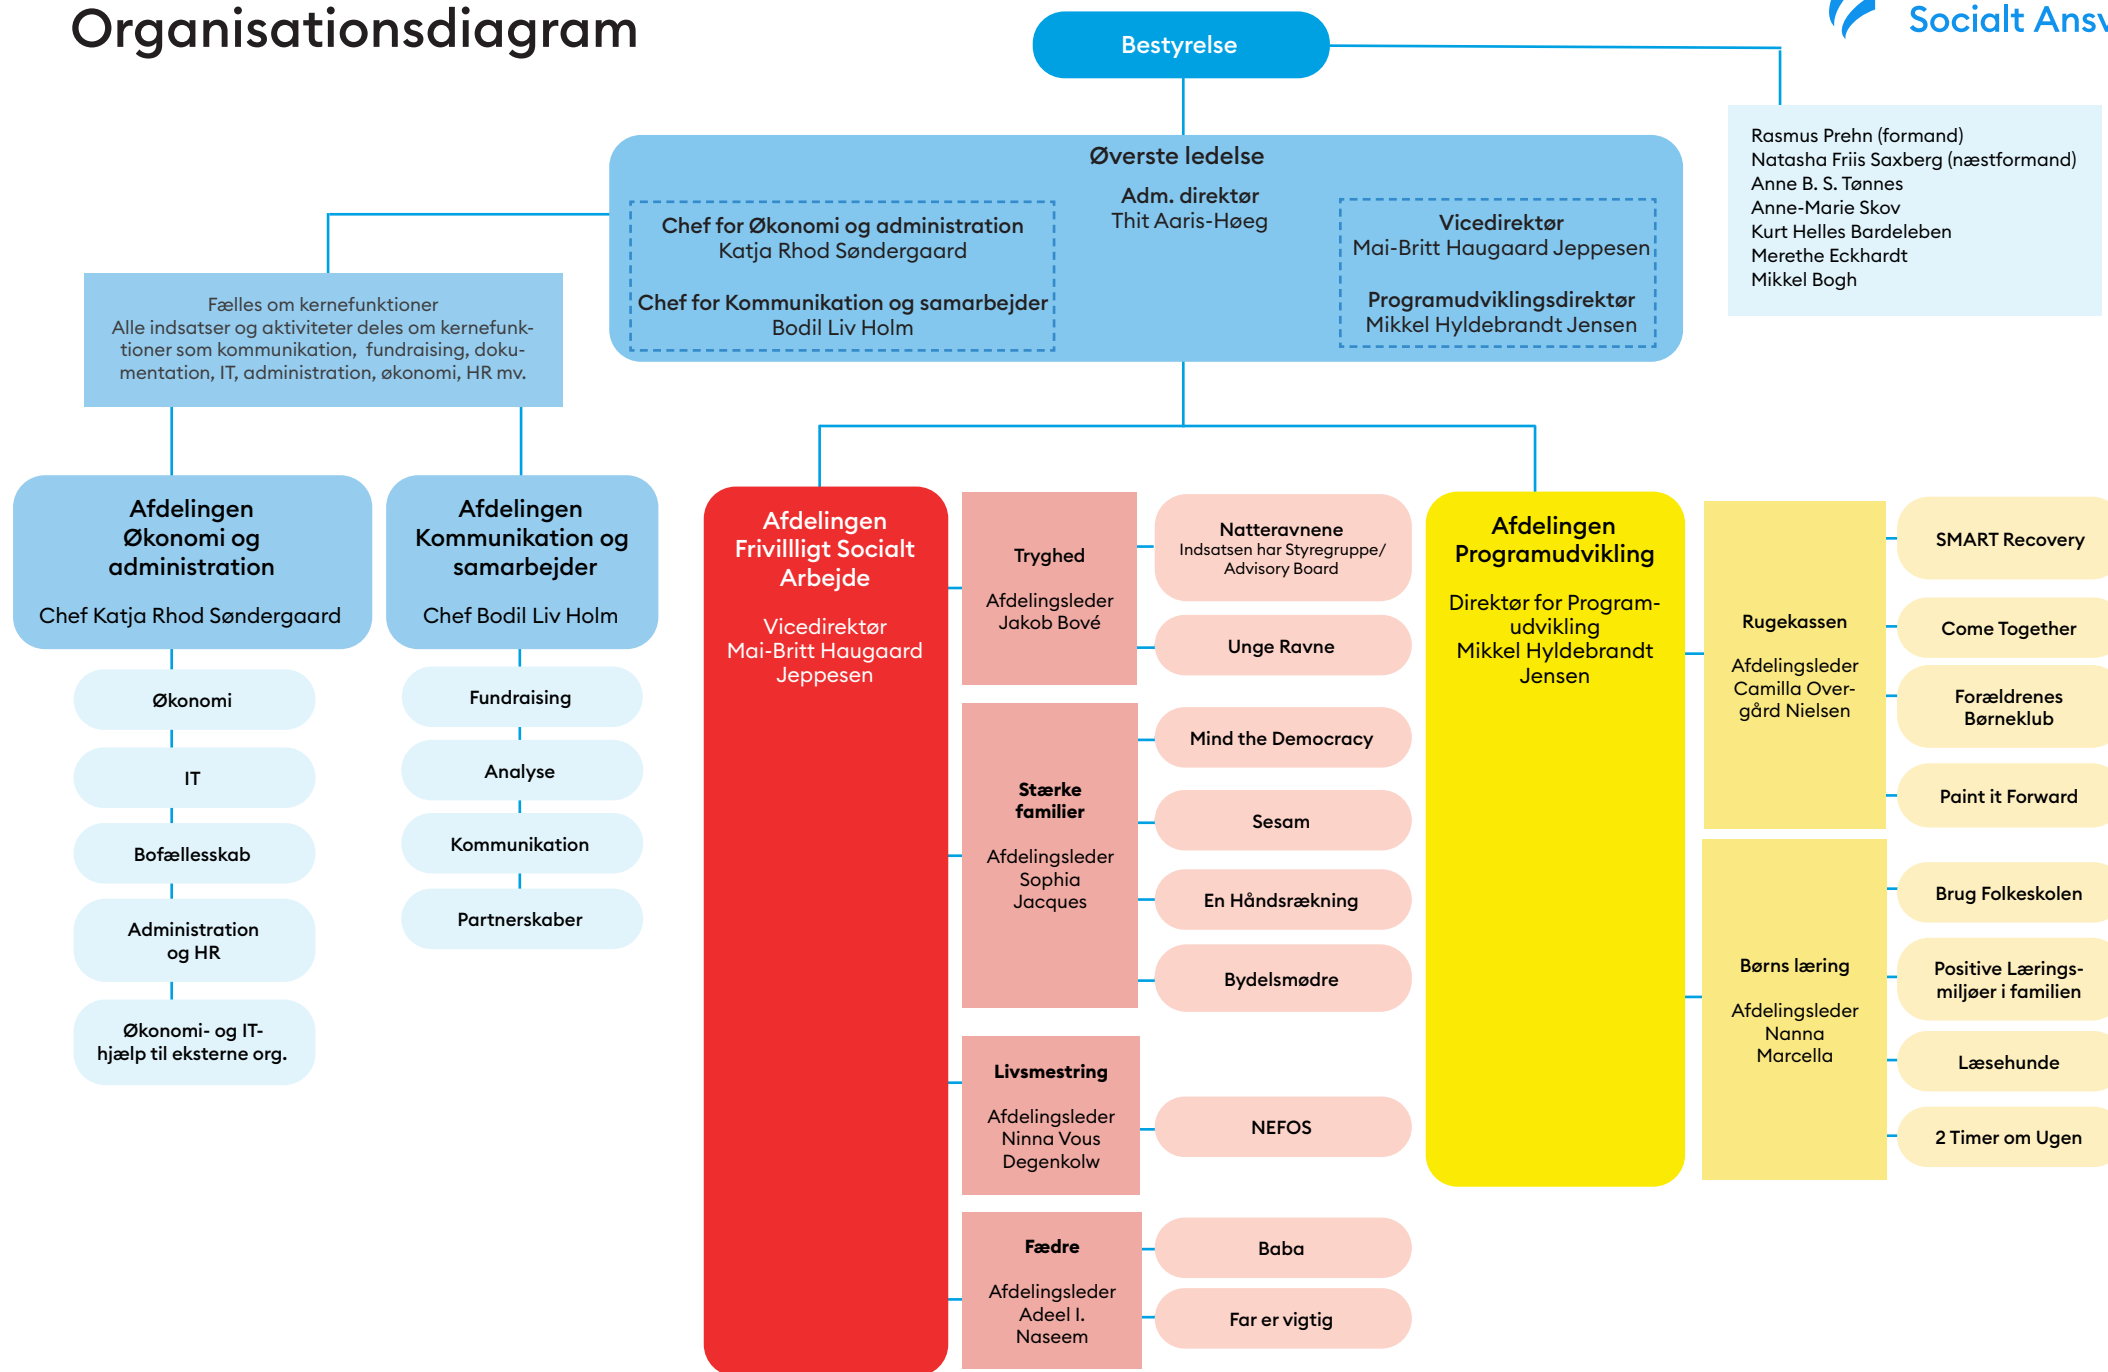 Organisationsdiagram
Socialt
Bestyrelse
Rasmus Prehn (formand)
Natasha Friis Saxberg (næstformand)
Anne B. S. Tønnes
Anne-Marie Skov
Kurt Helles Bardeleben
Merethe Eckhardt
Mikkel Bogh
Øverste ledelse
Adm. direktør
Thit Aaris-Høeg
Chef for Økonomi og administration
Katja Rhod Søndergaard
Chef for Kommunikation og samarbejder
Bodil Liv Holm
Vicedirektør
Mai-Britt Haugaard Jeppesen
Programudviklingsdirektør
Mikkel Hyldebrandt Jensen
Fælles om kernefunktioner
Alle indsatser og aktiviteter deles om kernefunk-
tioner som kommunikation, fundraising, doku-
mentation, IT, administration, økonomi, HR mv.
Afdelingen
Økonomi og
administration
Chef Katja Rhod Søndergaard
Økonomi
IT
Bofællesskab
Administration
og HR
Økonomi- og IT-
hjælp til eksterne org.
Afdelingen
Kommunikation og
samarbejder
Chef Bodil Liv Holm
Fundraising
Analyse
Kommunikation
Partnerskaber
Afdelingen
Frivillligt Socialt
Arbejde
Vicedirektør
Mai-Britt Haugaard
Jeppesen
Tryghed
Afdelingsleder
Jakob Bové
Natteravnene
Indsatsen har Styregruppe/
Advisory Board
Unge Ravne
Stærke
familier
Afdelingsleder
Sophia
Jacques
Mind the Democracy
Sesam
En Håndsrækning
Bydelsmødre
Livsmestring
Afdelingsleder
Ninna Vous
Degenkolw
NEFOS
Fædre
Afdelingsleder
Adeel I.
Naseem
Baba
Far er vigtig
Afdelingen
Programudvikling
Direktør for Program-
udvikling
Mikkel Hyldebrandt
Jensen
Rugekassen
Afdelingsleder
Camilla Over-
gård Nielsen
SMART Recovery
Come Together
Forældrenes
Børneklub
Paint it Forward
Børns læring
Afdelingsleder
Nanna
Marcella
Brug Folkeskolen
Positive Lærings-
miljøer i familien
Læsehunde
2 Timer om Ugen